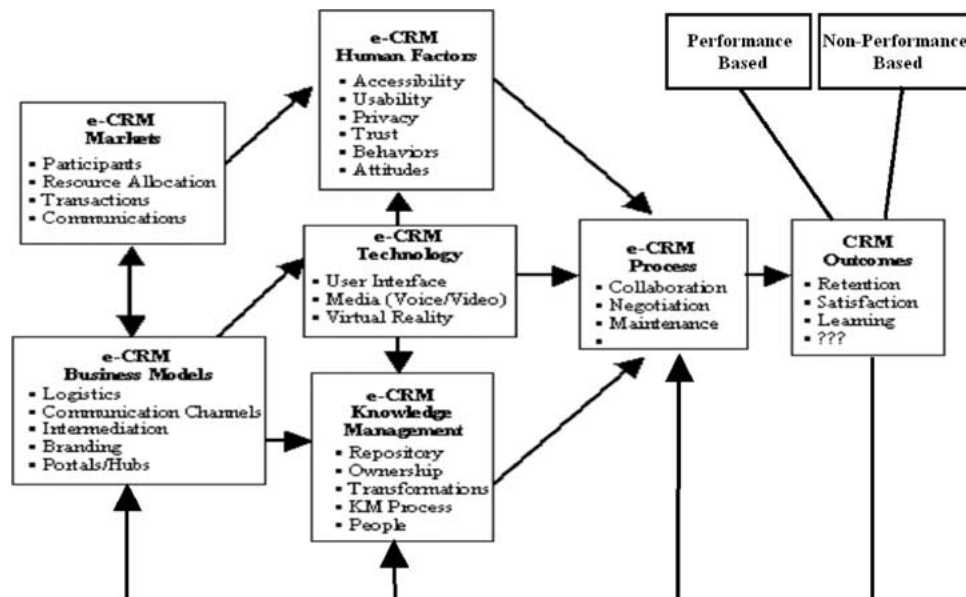 e-CRM
Markets
▪ Participants
▪ Resource Allocation
▪ Transactions
▪ Communications
e-CRM
Business Models
▪ Logistics
▪ Communication Channels
▪ Intermediation
▪ Branding
▪ Portals/Hubs
e-CRM
Human Factors
▪ Accessibility
▪ Usability
▪ Privacy
▪ Trust
▪ Behaviors
▪ Attitudes
e-CRM
Technology
▪ User Interface
▪ Media (Voice/Video)
▪ Virtual Reality
e-CRM
Knowledge
Management
▪ Repository
▪ Ownership
▪ Transformations
▪ KM Process
▪ People
e-CRM
Process
▪ Collaboration
▪ Negotiation
▪ Maintenance
▪
Performance
Based
Non-Performance
Based
CRM
Outcomes
▪ Retention
▪ Satisfaction
▪ Learning
▪ ???